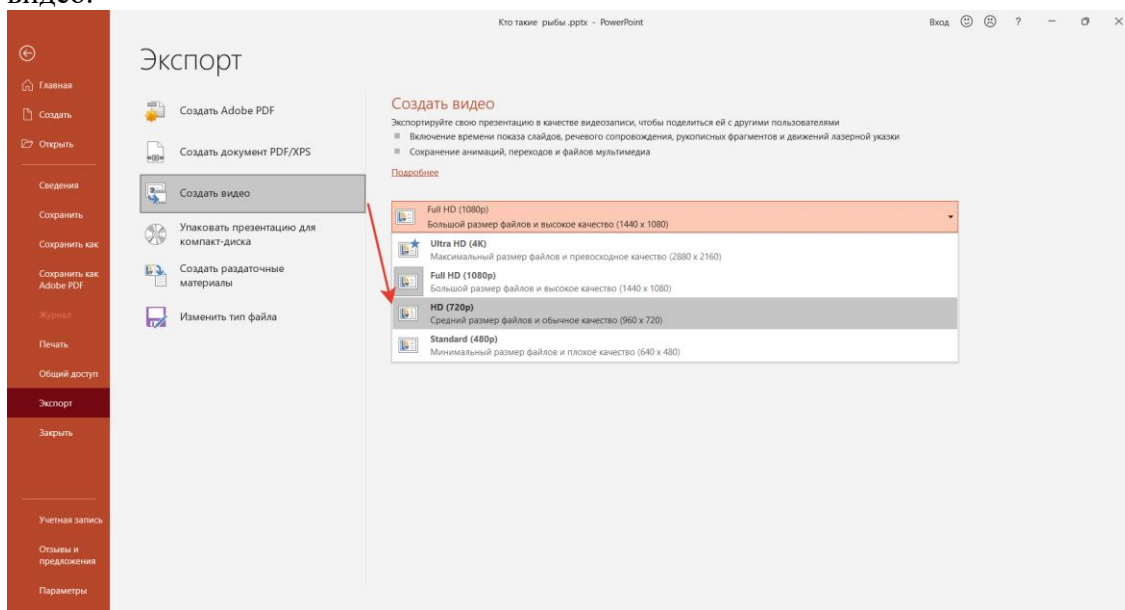 видео.
Кто такие рыбы .pptx - PowerPoint
Вход
?
Главная
Создать
Открыть
Сведения
Сохранить
Сохранить как
Сохранить как
Adobe PDF
Журнал
Печать
Общий доступ
Экспорт
Закрыть
Учетная запись
Отзывы и
предложения
Параметры
Экспорт
Создать Adobe PDF
Создать документ PDF/XPS
Создать видео
Упаковать презентацию для
компакт-диска
Создать раздаточные
материалы
Изменить тип файла
Создать видео
Экспортируйте свою презентацию в качестве видеозаписи, чтобы поделиться ей с другими пользователями
Включение времени показа слайдов, речевого сопровождения, рукописных фрагментов и движений лазерной указки
Сохранение анимаций, переходов и файлов мультимедиа
Подробнее
Full HD (1080p)
Большой размер файлов и высокое качество (1440 x 1080)
Ultra HD (4K)
Максимальный размер файлов и превосходное качество (2880 x 2160)
Full HD (1080p)
Большой размер файлов и высокое качество (1440 x 1080)
HD (720p)
Средний размер файлов и обычное качество (960 x 720)
Standard (480p)
Минимальный размер файлов и плохое качество (640 x 480)